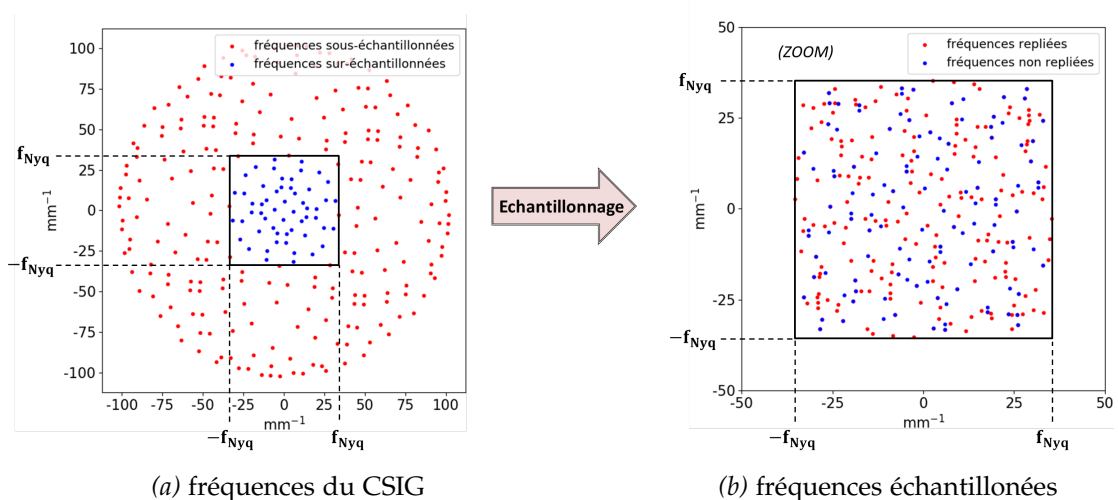 100
75
50
25
0
-25
-50
-75
-100
mm⁻¹
f_Nyq
−f_Nyq
fréquences sous-échantillonnées
fréquences sur-échantillonnées
-100 -75 -50 -25 0 25 50 75 100
−f_Nyq mm⁻¹ f_Nyq
Echantillonnage
50
25
0
-25
-50
mm⁻¹
f_Nyq
−f_Nyq
(ZOOM)
fréquences repliées
fréquences non repliées
-50 -25 0 25 50
−f_Nyq mm⁻¹ f_Nyq
(a) fréquences du CSIG
(b) fréquences échantillonées